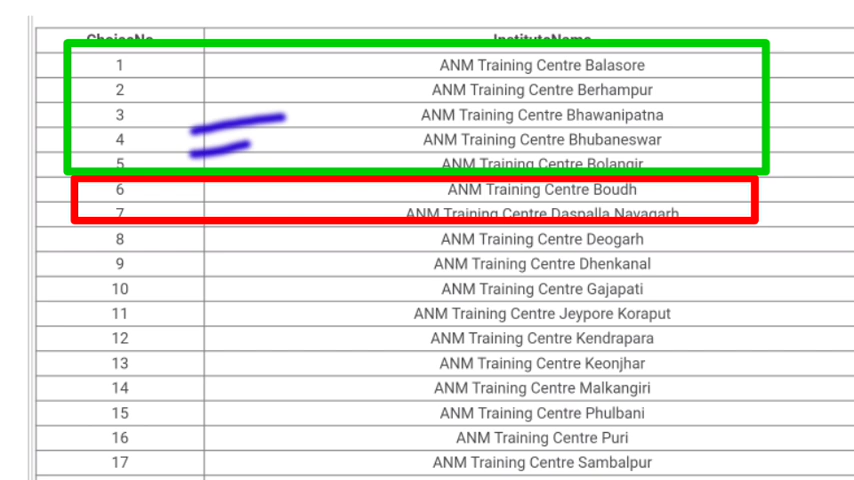 ChoiceNo InstituteName
1 ANM Training Centre Balasore
2 ANM Training Centre Berhampur
3 ANM Training Centre Bhawanipatna
4 ANM Training Centre Bhubaneswar
5 ANM Training Centre Bolangir
6 ANM Training Centre Boudh
7 ANM Training Centre Daspalla Nayagarh
8 ANM Training Centre Deogarh
9 ANM Training Centre Dhenkanal
10 ANM Training Centre Gajapati
11 ANM Training Centre Jeypore Koraput
12 ANM Training Centre Kendrapara
13 ANM Training Centre Keonjhar
14 ANM Training Centre Malkangiri
15 ANM Training Centre Phulbani
16 ANM Training Centre Puri
17 ANM Training Centre Sambalpur